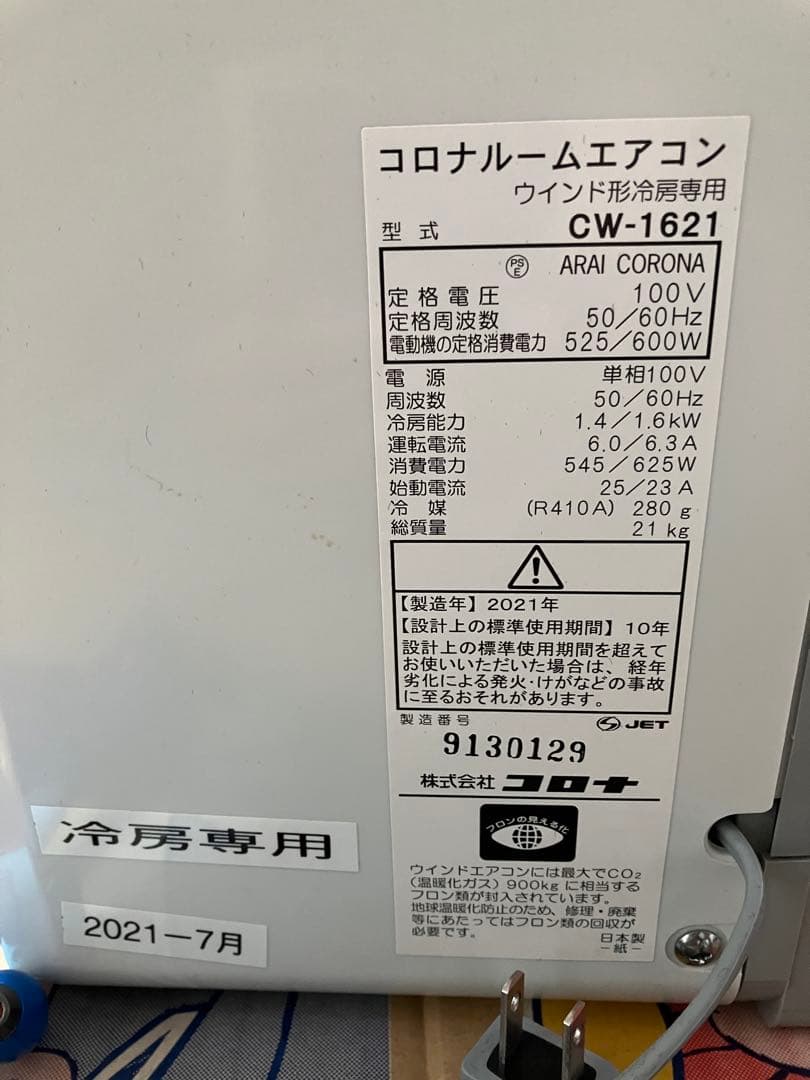 コロナルームエアコン
ウインド形冷房専用
型式 CW-1621
PSE ARAI CORONA
定格電圧 100V
定格周波数 50/60Hz
電動機の定格消費電力 525/600W
電源 単相100V
周波数 50/60Hz
冷房能力 1.4/1.6kW
運転電流 6.0/6.3A
消費電力 545/625W
始動電流 25/23A
冷媒 (R410A) 280g
総質量 21kg
【製造年】2021年
【設計上の標準使用期間】10年
設計上の標準使用期間を超えて
お使いいただいた場合は、経年
劣化による発火・けがなどの事故
に至るおそれがあります。
製造番号 JET
9130129
株式会社 コロナ
フロンの見える化
ウインドエアコンには最大でCO₂
(温暖化ガス) 900kgに相当する
フロン類が封入されています。
地球温暖化防止のため、修理・廃棄
等にあたってはフロン類の回収が
必要です。
日本製
-紙-
冷房専用
2021-7月